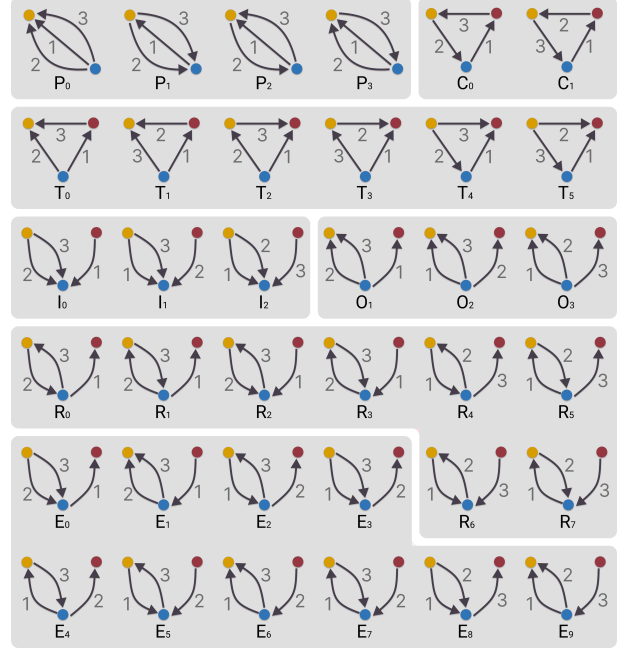 3 3 3 3 3 2
1 1 1 1 2 1 3 1
2 2 2 2
P₀ P₁ P₂ P₃ C₀ C₁
3 2 3 2 3 2
2 1 3 1 2 1 3 1 2 1 3 1
T₀ T₁ T₂ T₃ T₄ T₅
3 3 2 3 3 2
2 1 1 2 1 3 2 1 1 2 1 3
I₀ I₁ I₂ O₁ O₂ O₃
3 3 3 3 2 2
2 1 2 1 2 1 2 1 1 3 1 3
R₀ R₁ R₂ R₃ R₄ R₅
3 3 3 3 2 2
2 1 2 1 1 2 1 2 1 3 1 3
E₀ E₁ E₂ E₃ R₆ R₇
3 3 3 3 2 2
1 2 1 2 1 2 1 2 1 3 1 3
E₄ E₅ E₆ E₇ E₈ E₉